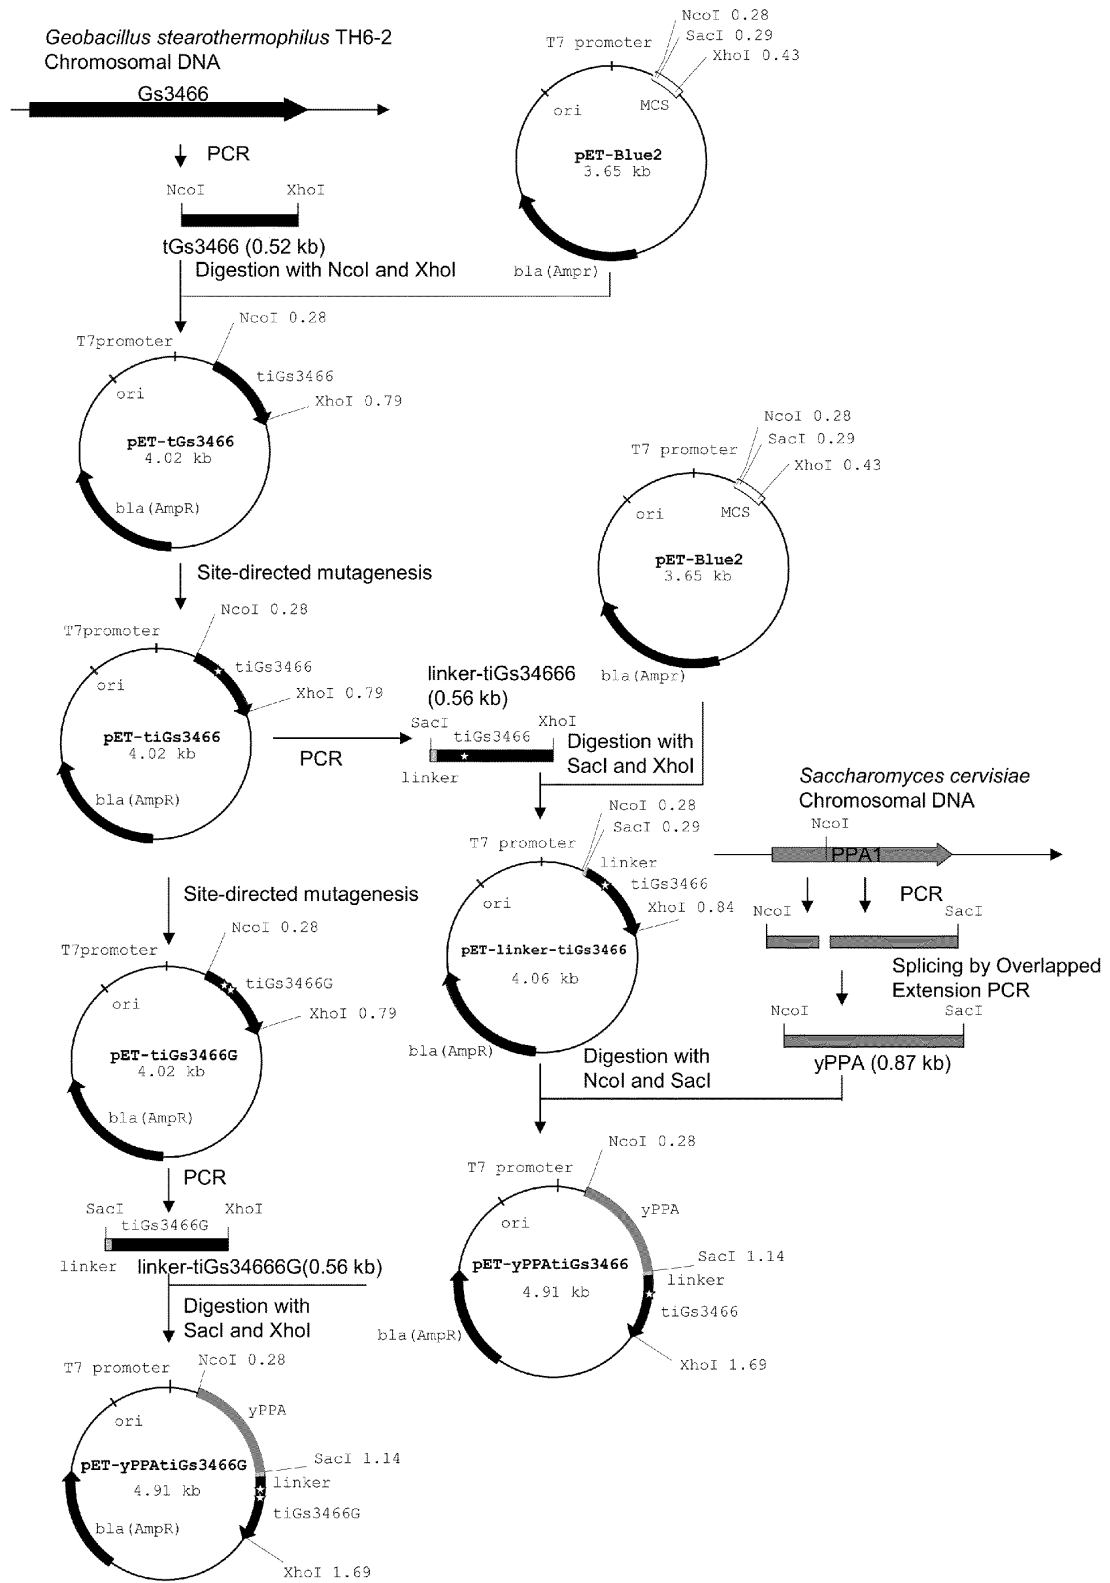 Geobacillus stearothermophilus TH6-2
Chromosomal DNA
Gs3466
PCR
NcoI XhoI
tGs3466 (0.52 kb)
Digestion with NcoI and XhoI
NcoI 0.28
SacI 0.29
XhoI 0.43
T7 promoter
MCS
ori
pET-Blue2
3.65 kb
bla(Ampr)
NcoI 0.28
T7promoter
tiGs3466
XhoI 0.79
ori
pET-tGs3466
4.02 kb
bla(AmpR)
Site-directed mutagenesis
NcoI 0.28
T7promoter
tiGs3466
ori
XhoI 0.79
pET-tiGs3466
4.02 kb
bla(AmpR)
PCR
linker-tiGs34666
(0.56 kb)
SacI XhoI
tiGs3466
linker
NcoI 0.28
SacI 0.29
XhoI 0.43
T7 promoter
MCS
ori
pET-Blue2
3.65 kb
bla(Ampr)
Digestion with
SacI and XhoI
NcoI 0.28
SacI 0.29
T7 promoter
linker
tiGs3466
XhoI 0.84
ori
pET-linker-tiGs3466
4.06 kb
bla(AmpR)
Saccharomyces cervisiae
Chromosomal DNA
NcoI
PPA1
PCR
NcoI SacI
Splicing by Overlapped
Extension PCR
NcoI SacI
yPPA (0.87 kb)
Digestion with
NcoI and SacI
NcoI 0.28
T7 promoter
yPPA
ori
SacI 1.14
linker
tiGs3466
pET-yPPAtiGs3466
4.91 kb
bla(AmpR)
XhoI 1.69
Site-directed mutagenesis
NcoI 0.28
T7promoter
tiGs3466G
ori
XhoI 0.79
pET-tiGs3466G
4.02 kb
bla(AmpR)
PCR
SacI XhoI
tiGs3466G
linker
linker-tiGs34666G(0.56 kb)
Digestion with
SacI and XhoI
NcoI 0.28
T7 promoter
yPPA
ori
SacI 1.14
pET-yPPAtiGs3466G
4.91 kb
linker
tiGs3466G
bla(AmpR)
XhoI 1.69